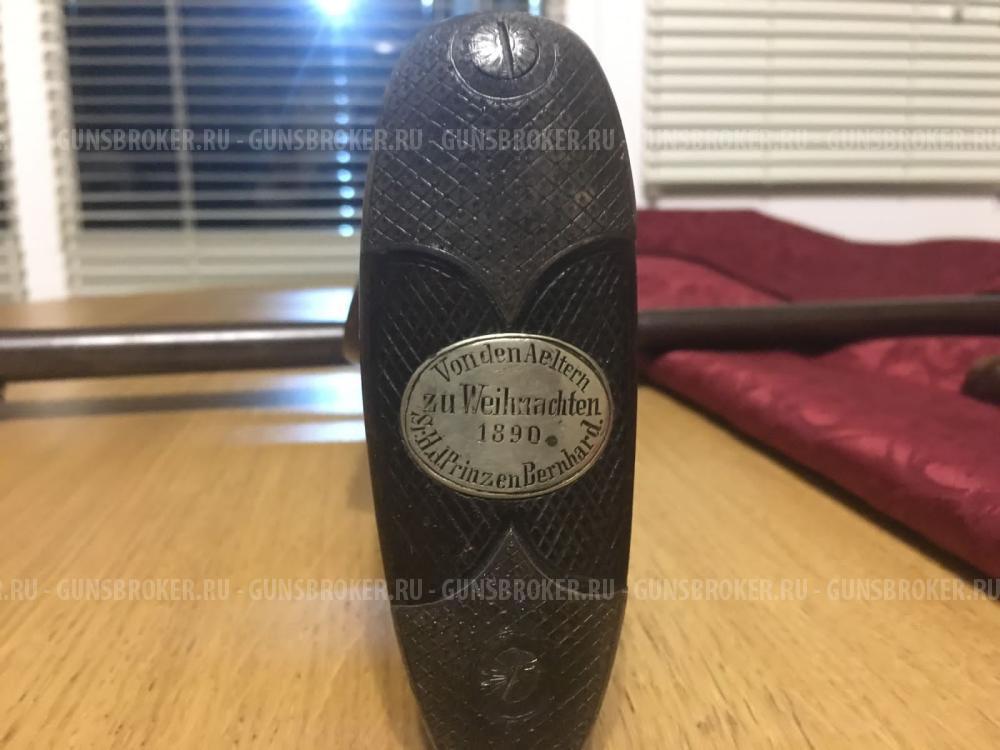 GUNSBROKER.RU - GUNSBROKER.RU - GUNSBROKER.RU - GUNSBROKER.RU - GUNSBROKER.RU
Von den Aeltern
zu Weihnachten
1890.
Sr.H.d Prinzen Bernhard.
.RU - GUNSBROKER.RU - GUNSBROKER.RU - GUNSBROKER.RU - GUNSBROKER.RU - GUNSBROKER.RU